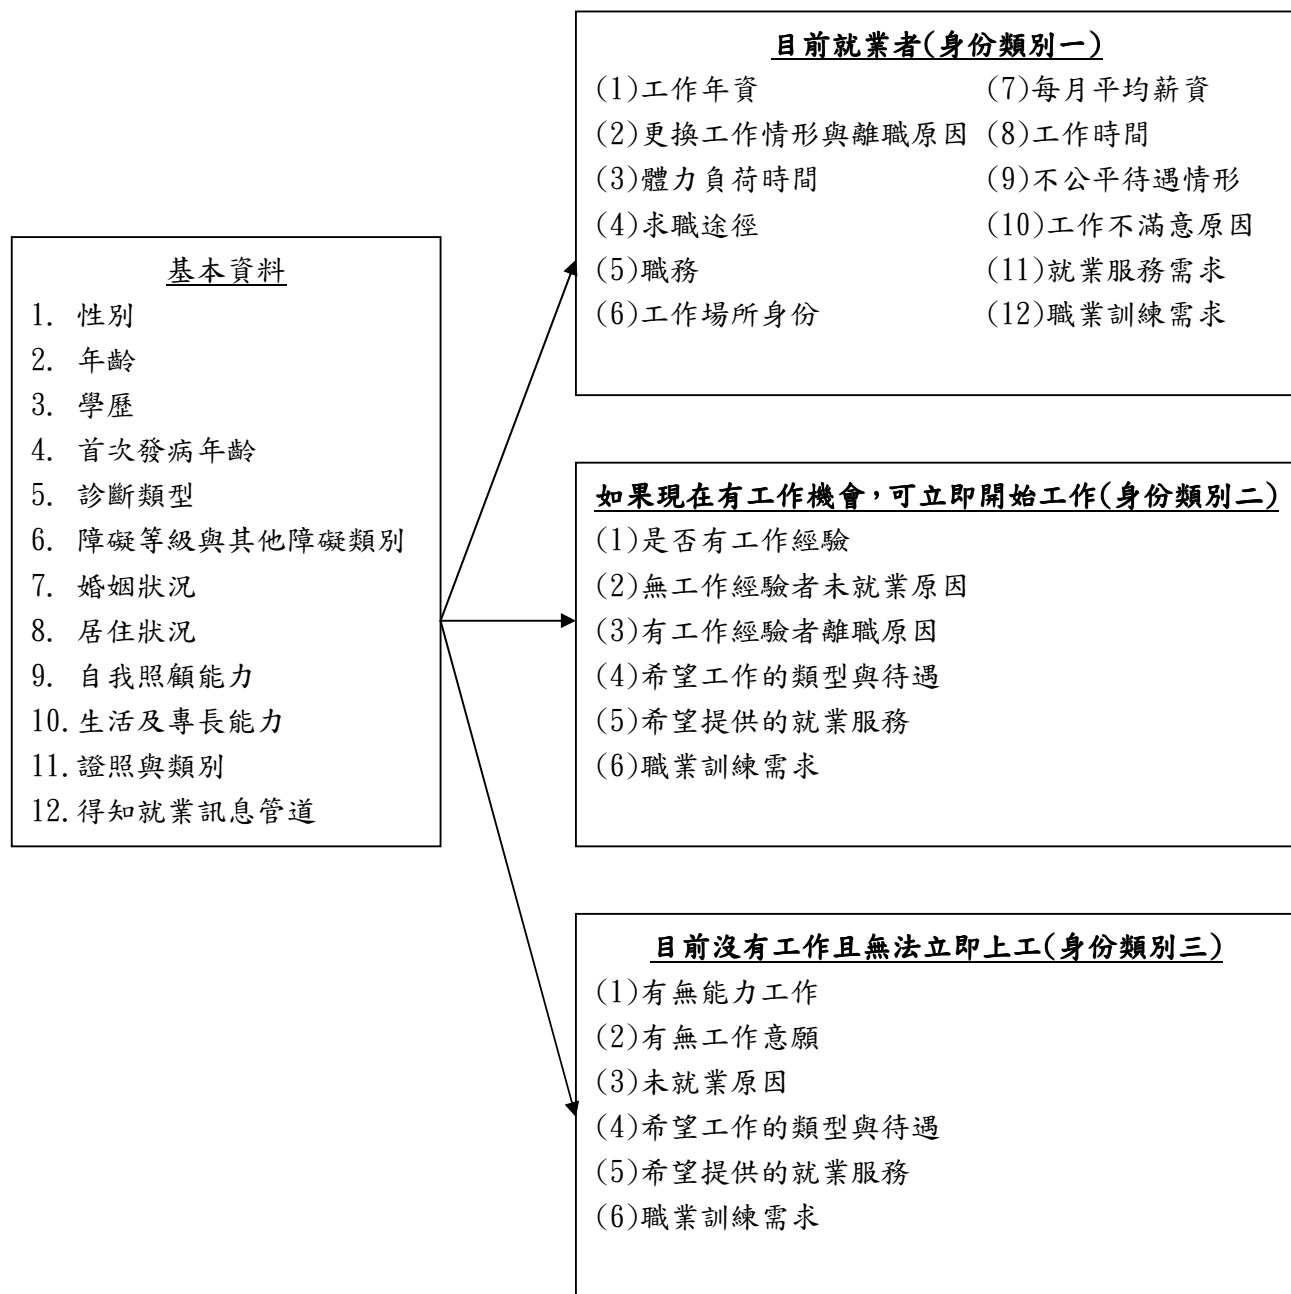 基本資料
1. 性別
2. 年齡
3. 學歷
4. 首次發病年齡
5. 診斷類型
6. 障礙等級與其他障礙類別
7. 婚姻狀況
8. 居住狀況
9. 自我照顧能力
10.生活及專長能力
11.證照與類別
12.得知就業訊息管道
目前就業者(身份類別一)
(1)工作年資
(2)更換工作情形與離職原因
(3)體力負荷時間
(4)求職途徑
(5)職務
(6)工作場所身份
(7)每月平均薪資
(8)工作時間
(9)不公平待遇情形
(10)工作不滿意原因
(11)就業服務需求
(12)職業訓練需求
如果現在有工作機會，可立即開始工作(身份類別二)
(1)是否有工作經驗
(2)無工作經驗者未就業原因
(3)有工作經驗者離職原因
(4)希望工作的類型與待遇
(5)希望提供的就業服務
(6)職業訓練需求
目前沒有工作且無法立即上工(身份類別三)
(1)有無能力工作
(2)有無工作意願
(3)未就業原因
(4)希望工作的類型與待遇
(5)希望提供的就業服務
(6)職業訓練需求